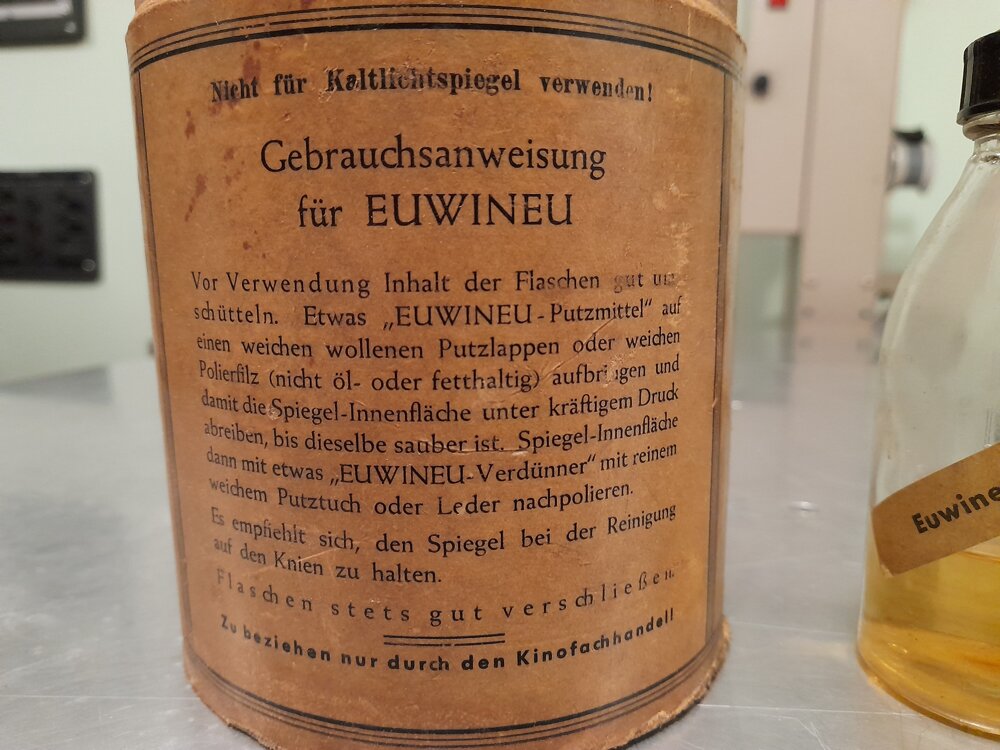 Nicht für Kaltlichtspiegel verwenden!
Gebrauchsanweisung
für EUWINEU
Vor Verwendung Inhalt der Flaschen gut um-
schütteln. Etwas „EUWINEU-Putzmittel“ auf
einen weichen wollenen Putzlappen oder weichen
Polierfilz (nicht öl- oder fetthaltig) aufbringen und
damit die Spiegel-Innenfläche unter kräftigem Druck
abreiben, bis dieselbe sauber ist. Spiegel-Innenfläche
dann mit etwas „EUWINEU-Verdünner“ mit reinem
weichem Putztuch oder Leder nachpolieren.
Es empfiehlt sich, den Spiegel bei der Reinigung
auf den Knien zu halten.
Flaschen stets gut verschließen.
Zu beziehen nur durch den Kinofachhandel!
Euwine